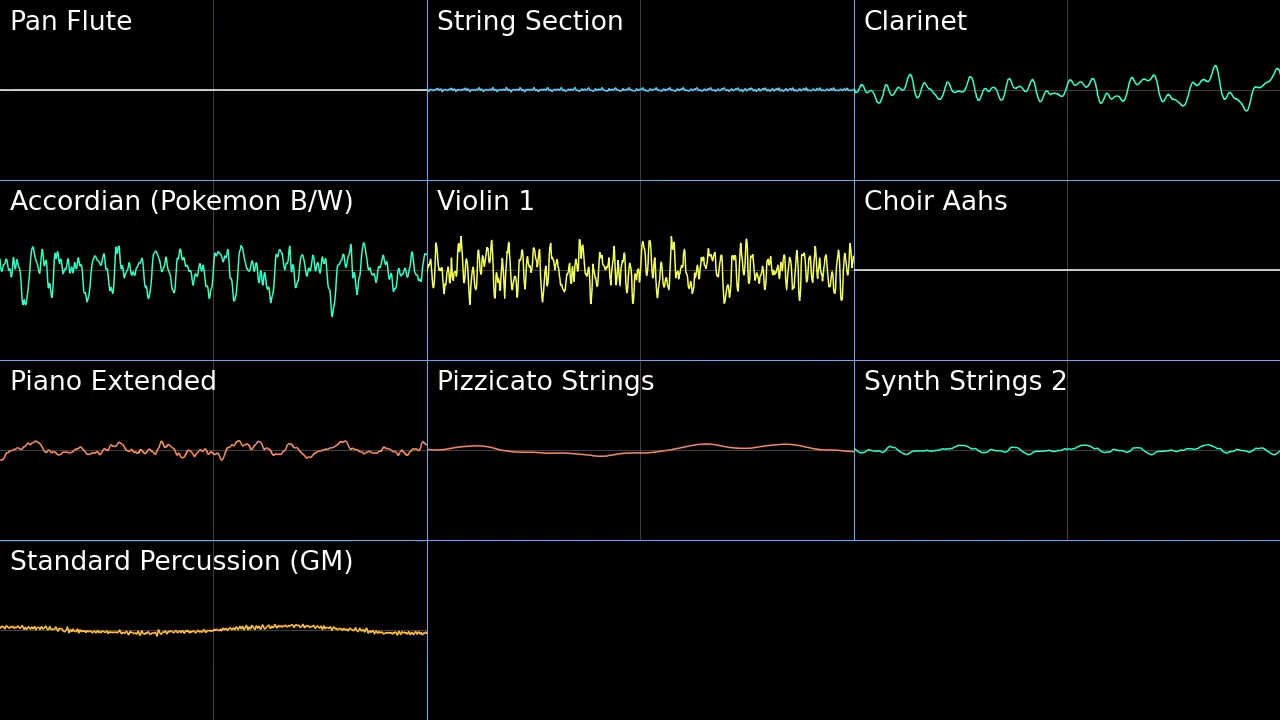 Pan Flute
String Section
Clarinet
Accordian (Pokemon B/W)
Violin 1
Choir Aahs
Piano Extended
Pizzicato Strings
Synth Strings 2
Standard Percussion (GM)